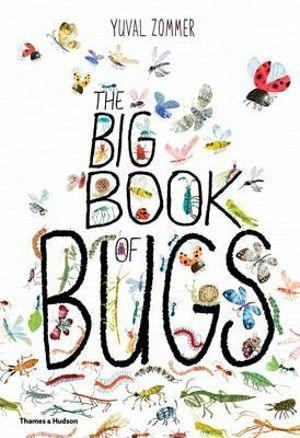 YUVAL ZOMMER
THE
BIG
BOOK
OF
BUGS
Thames & Hudson